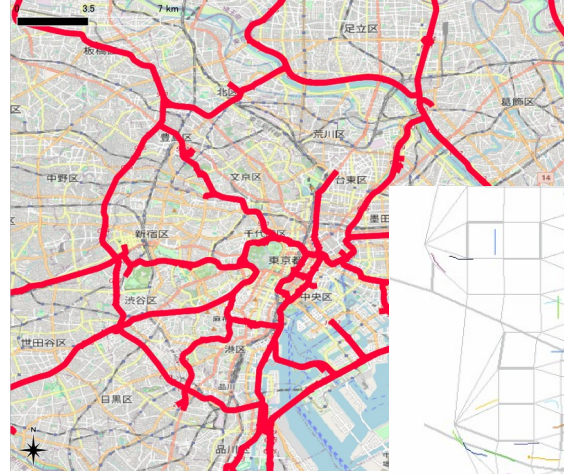 0 3.5 7 km
足立区
板橋区
北区
葛飾区
荒川区
豊島区
文京区
台東区
14
中野区
墨田
新宿区
千代田区
東京都
渋谷区
中央区
世田谷区
港区
品川
目黒区
N
品川区